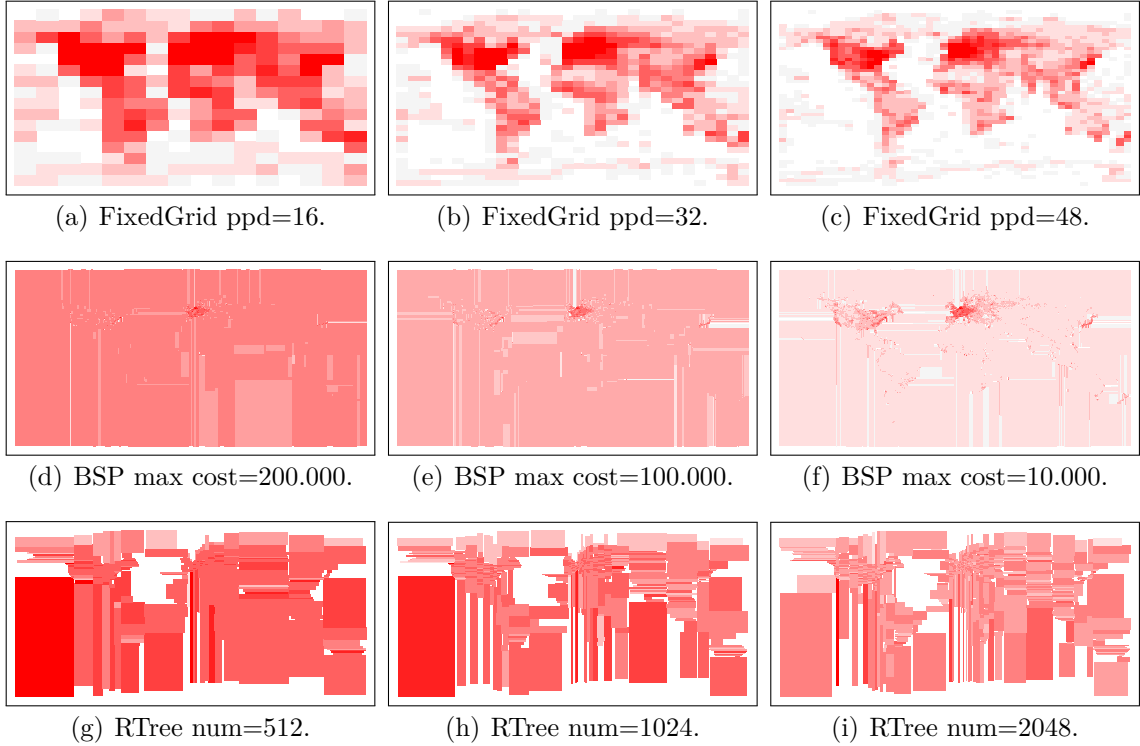 (a) FixedGrid ppd=16.
(b) FixedGrid ppd=32.
(c) FixedGrid ppd=48.
(d) BSP max cost=200.000.
(e) BSP max cost=100.000.
(f) BSP max cost=10.000.
(g) RTree num=512.
(h) RTree num=1024.
(i) RTree num=2048.